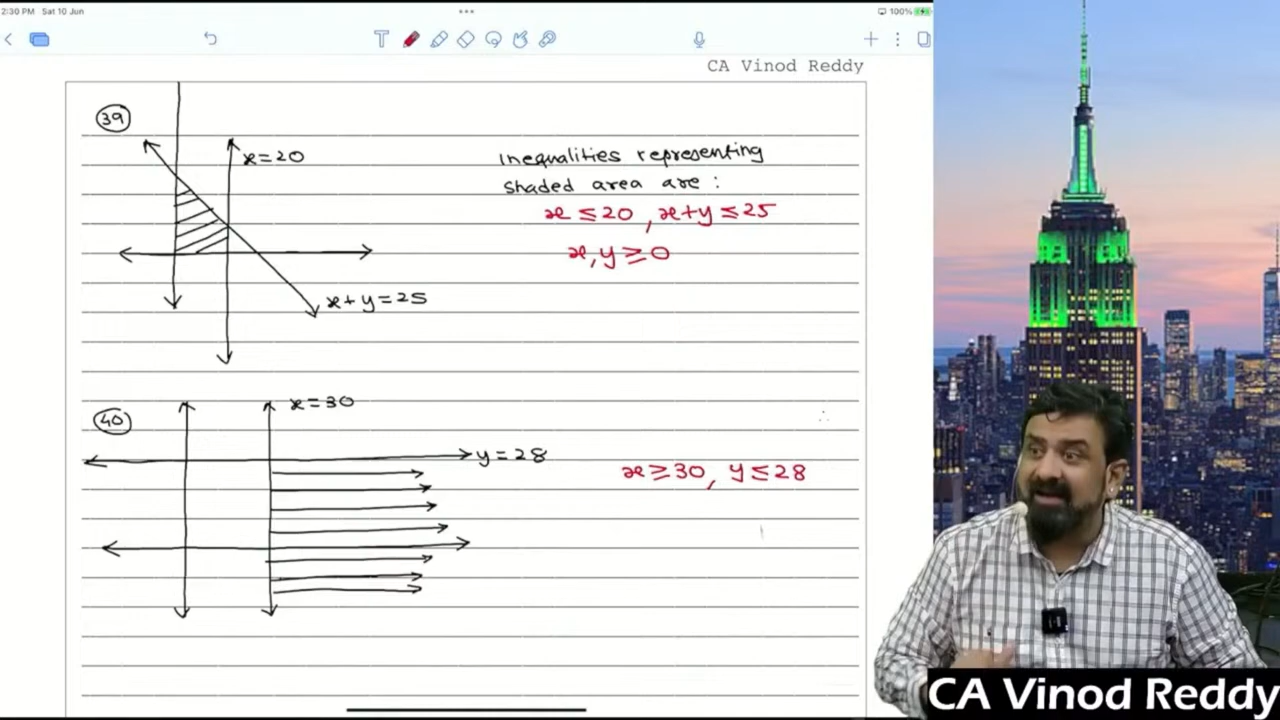 2:30 PM Sat 10 Jun
100%
T
CA Vinod Reddy
39
x=20
Inequalities representing
shaded area are:
x ≤ 20, x+y ≤ 25
x, y ≥ 0
x+y=25
40
x=30
y=28
x ≥ 30, y ≤ 28
CA Vinod Reddy